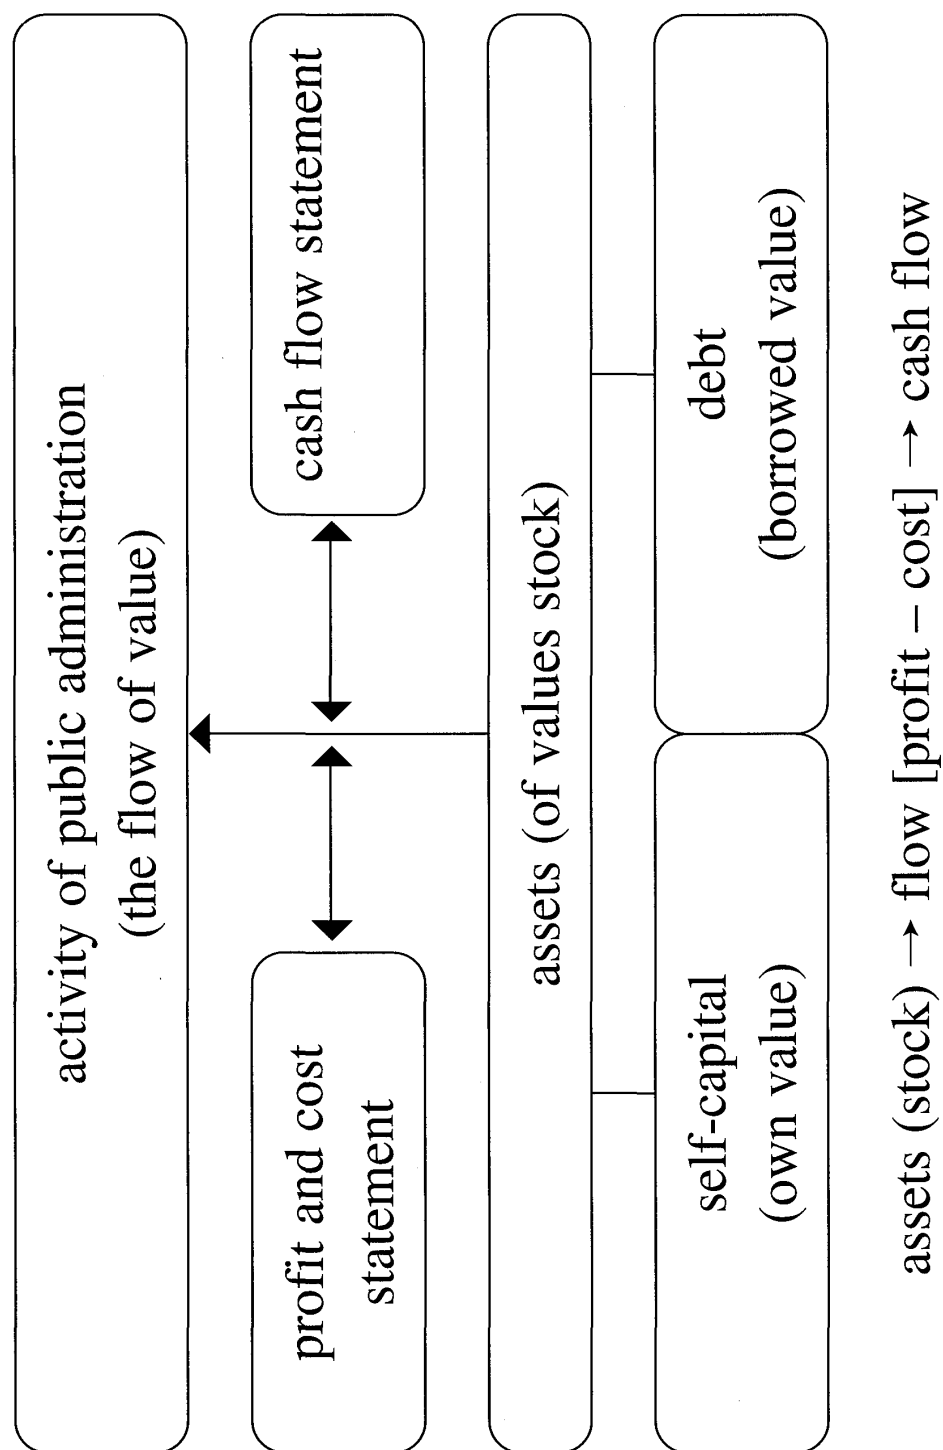 activity of public administration
(the flow of value)
profit and cost
statement
cash flow statement
assets (of values stock)
self-capital
(own value)
debt
(borrowed value)
assets (stock) → flow [profit – cost] → cash flow